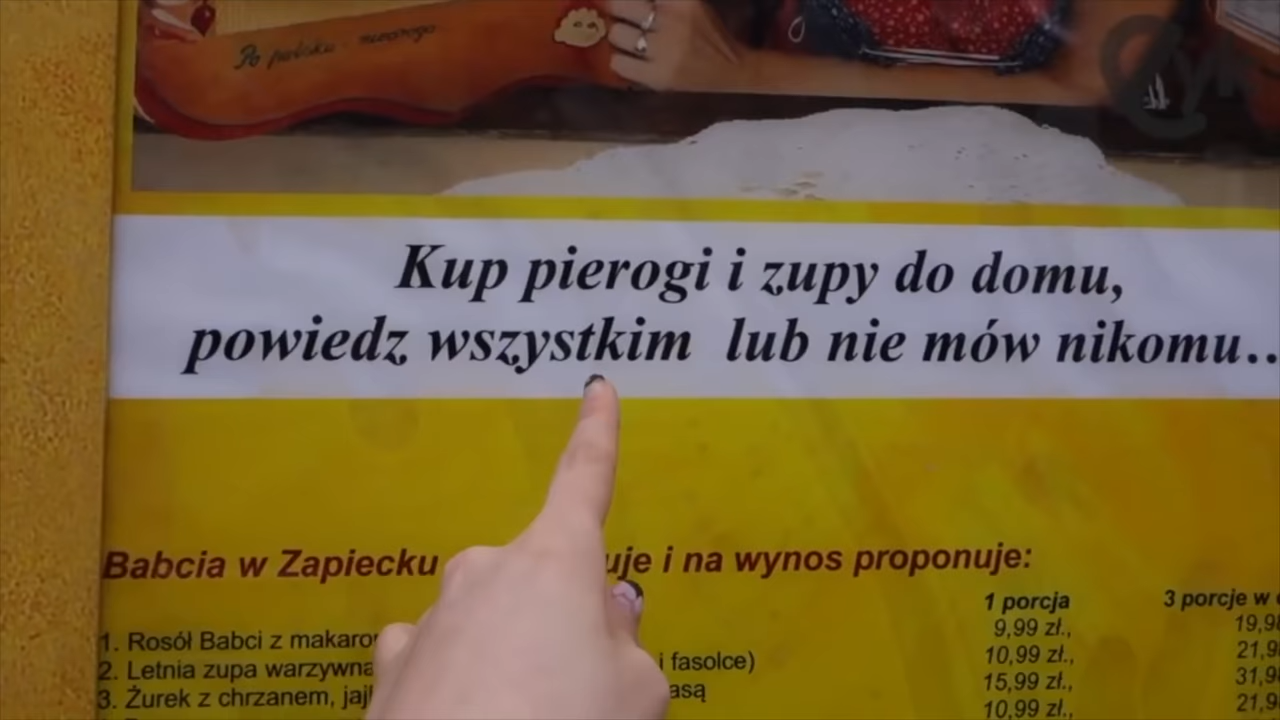 Po polsku -
Kup pierogi i zupy do domu,
powiedz wszystkim lub nie mów nikomu..
Babcia w Zapiecku uje i na wynos proponuje:
1 porcja 3 porcje w
1. Rosół Babci z makaro 9,99 zł., 19,9
2. Letnia zupa warzywna i fasolce) 10,99 zł., 21,9
3. Żurek z chrzanem, jaj asą 15,99 zł., 31,9
10,99 zł., 21,9